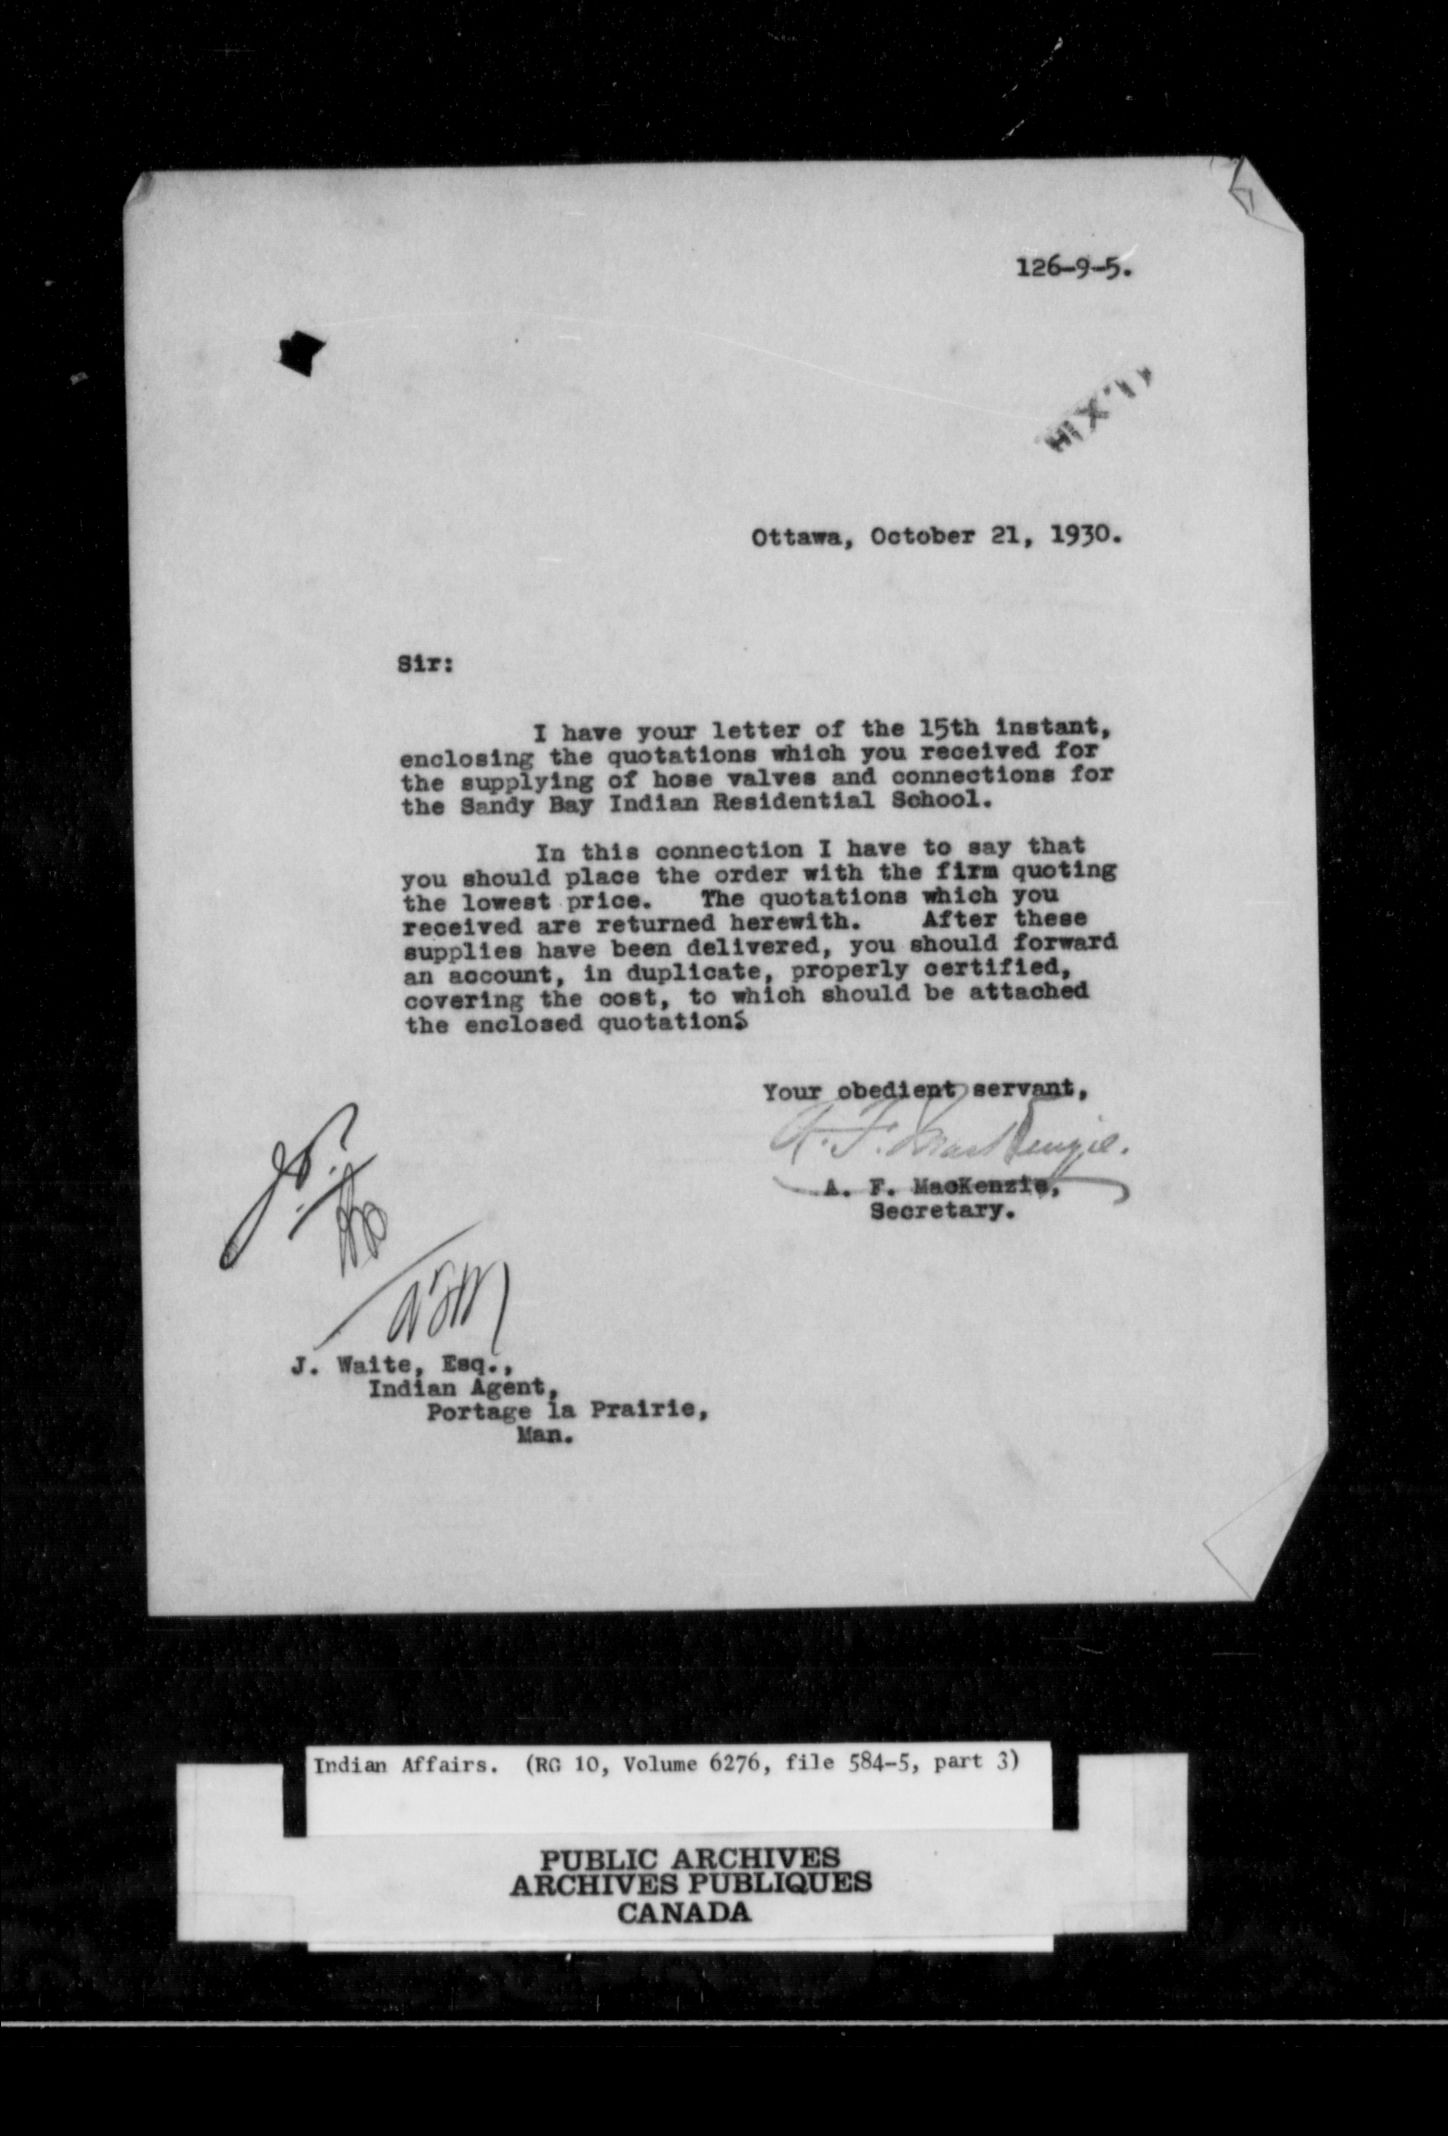 126-9-5.
Ottawa, October 21, 1930.
Sir:
I have your letter of the 15th instant,
enclosing the quotations which you received for
the supplying of hose valves and connections for
the Sandy Bay Indian Residential School.
In this connection I have to say that
you should place the order with the firm quoting
the lowest price. The quotations which you
received are returned herewith. After these
supplies have been delivered, you should forward
an account, in duplicate, properly certified,
covering the cost, to which should be attached
the enclosed quotations
Your obedient servant,
A. F. MacKenzie.
A. F. MacKenzie,
Secretary.
J. Waite, Esq.,
Indian Agent,
Portage la Prairie,
Man.
Indian Affairs. (RG 10, Volume 6276, file 584-5, part 3)
PUBLIC ARCHIVES
ARCHIVES PUBLIQUES
CANADA